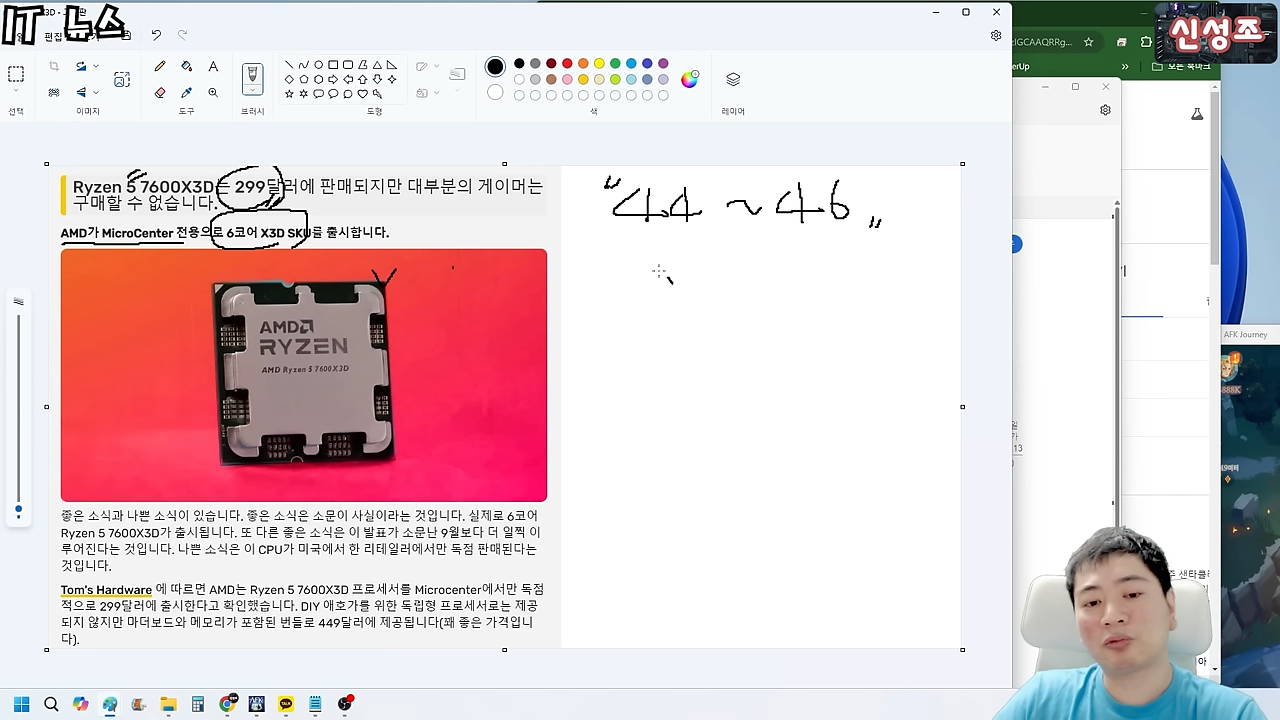 IT 뉴스
편집
신성조
선택
이미지
도구
브러시
도형
색
레이어
Ryzen 5 7600X3D는 299달러에 판매되지만 대부분의 게이머는
구매할 수 없습니다.
AMD가 MicroCenter 전용으로 6코어 X3D SKU를 출시합니다.
AMD
RYZEN
AMD Ryzen 5 7600X3D
좋은 소식과 나쁜 소식이 있습니다. 좋은 소식은 소문이 사실이라는 것입니다. 실제로 6코어
Ryzen 5 7600X3D가 출시됩니다. 또 다른 좋은 소식은 이 발표가 소문난 9월보다 더 일찍 이
루어진다는 것입니다. 나쁜 소식은 이 CPU가 미국에서 한 리테일러에서만 독점 판매된다는
것입니다.
Tom's Hardware 에 따르면 AMD는 Ryzen 5 7600X3D 프로세서를 Microcenter에서만 독점
적으로 299달러에 출시한다고 확인했습니다. DIY 애호가를 위한 독립형 프로세서로는 제공
되지 않지만 마더보드와 메모리가 포함된 번들로 449달러에 제공됩니다(꽤 좋은 가격입니
다).
"44 ~ 46"
AFK Journey